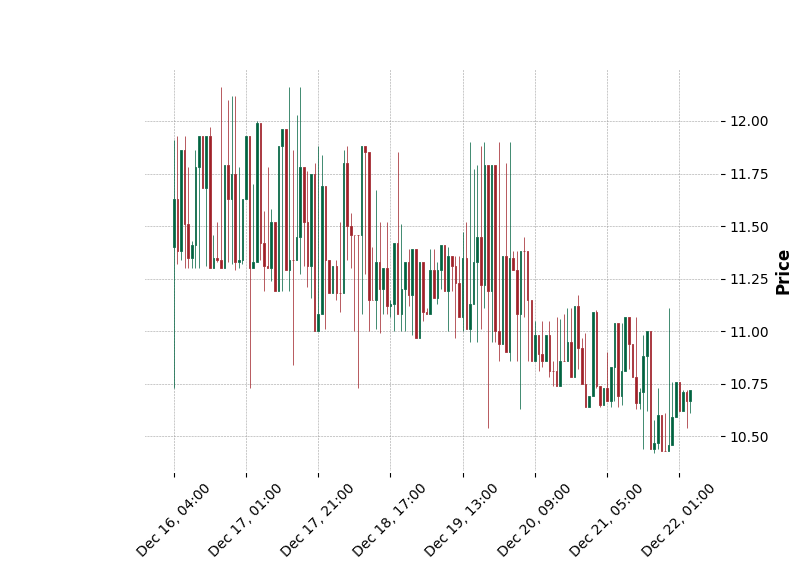 12.00
11.75
11.50
11.25
11.00
10.75
10.50
Price
Dec 16, 04:00
Dec 17, 01:00
Dec 17, 21:00
Dec 18, 17:00
Dec 19, 13:00
Dec 20, 09:00
Dec 21, 05:00
Dec 22, 01:00